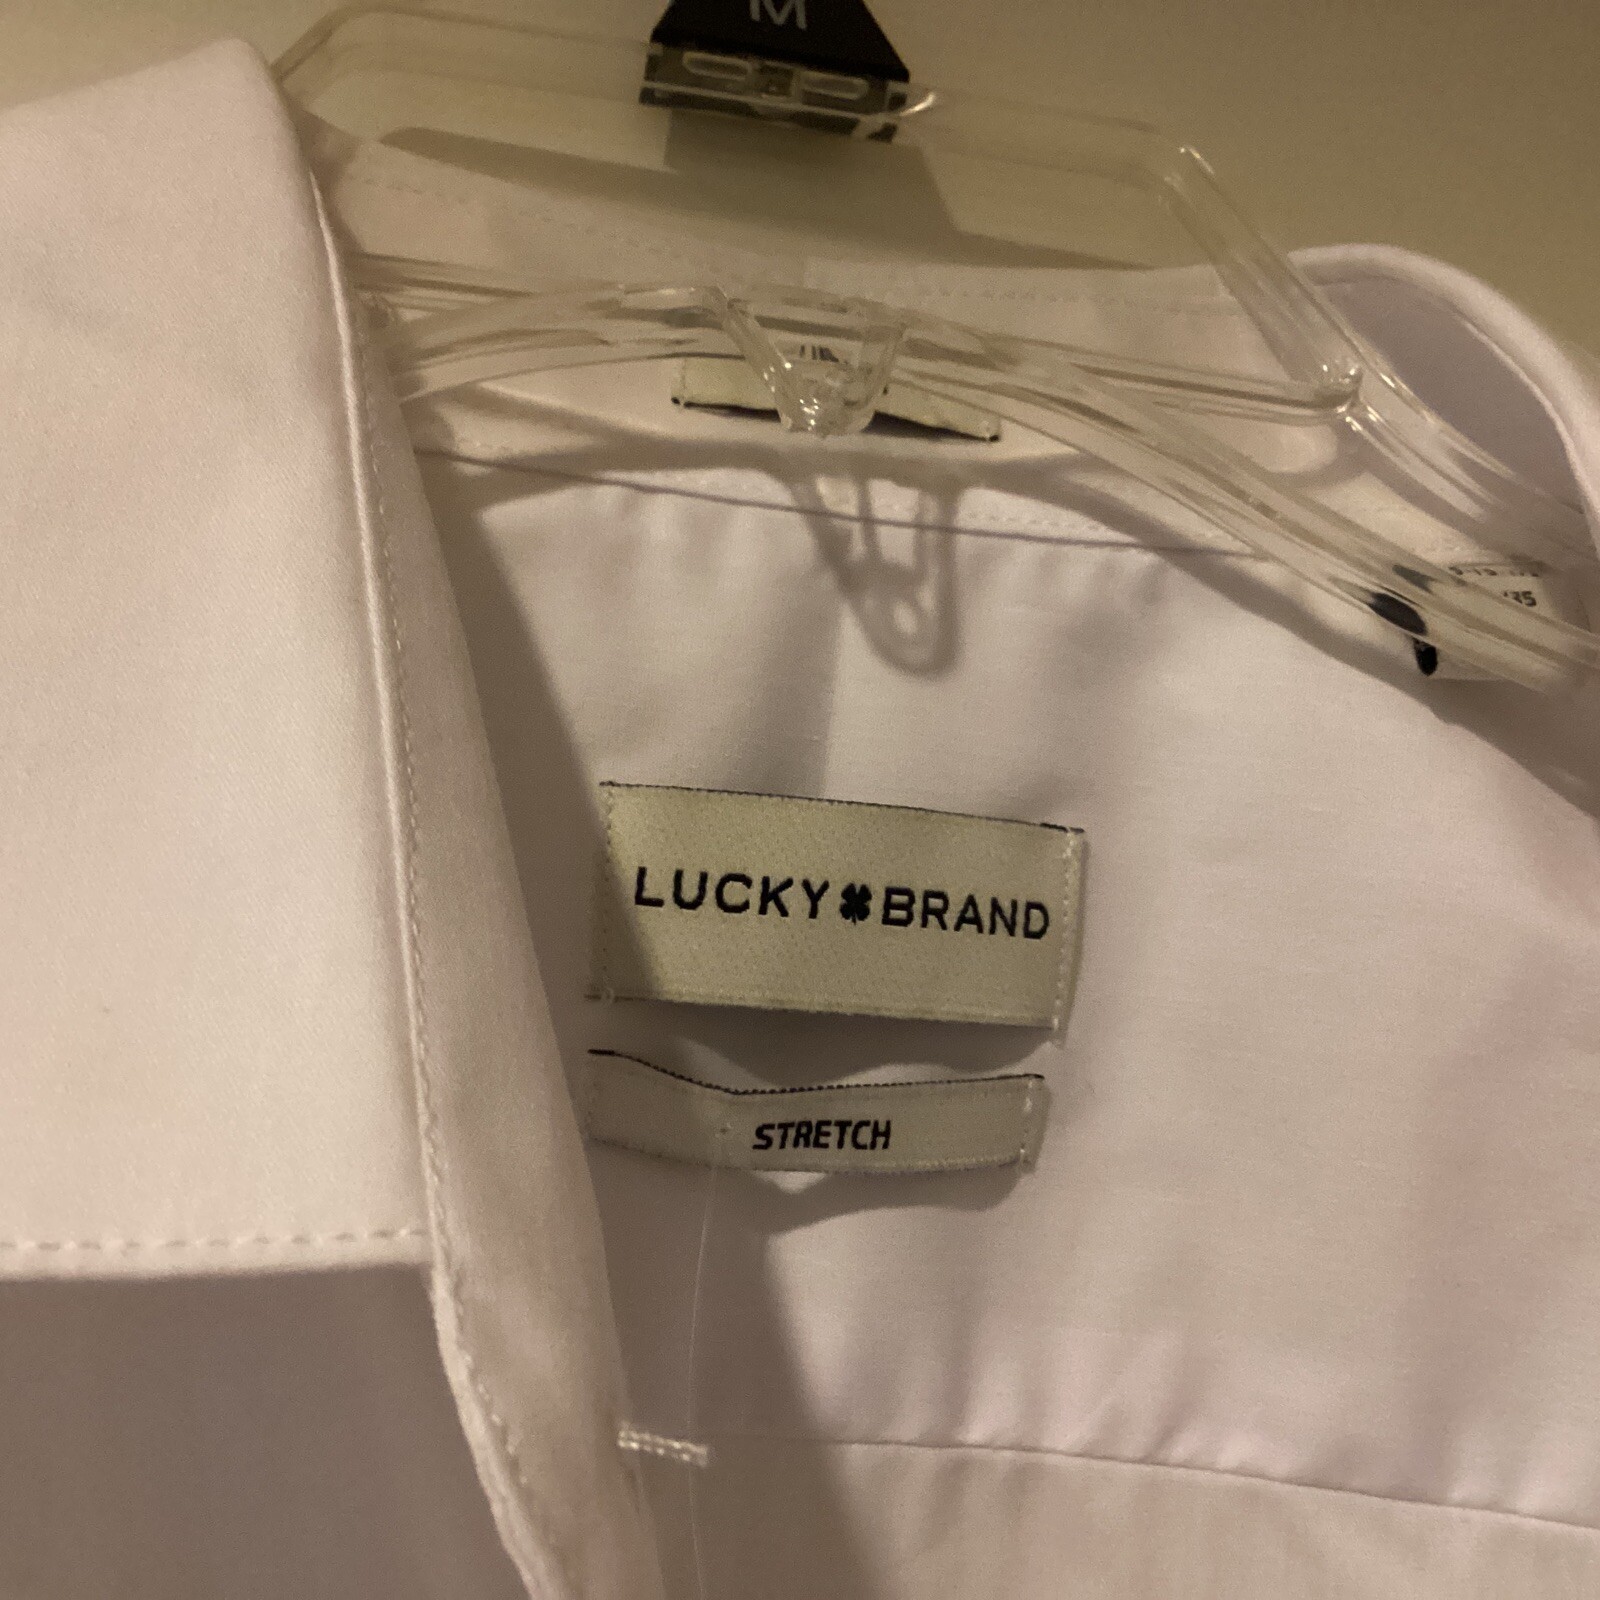 M
LUCKY BRAND
STRETCH